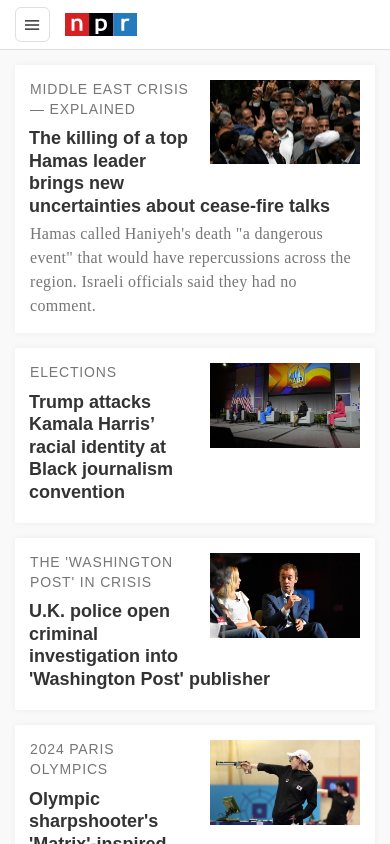 npr
MIDDLE EAST CRISIS
— EXPLAINED
The killing of a top
Hamas leader
brings new
uncertainties about cease-fire talks
Hamas called Haniyeh's death "a dangerous
event" that would have repercussions across the
region. Israeli officials said they had no
comment.
ELECTIONS
Trump attacks
Kamala Harris’
racial identity at
Black journalism
convention
THE 'WASHINGTON
POST' IN CRISIS
U.K. police open
criminal
investigation into
'Washington Post' publisher
2024 PARIS
OLYMPICS
Olympic
sharpshooter's
'Matrix'-inspired